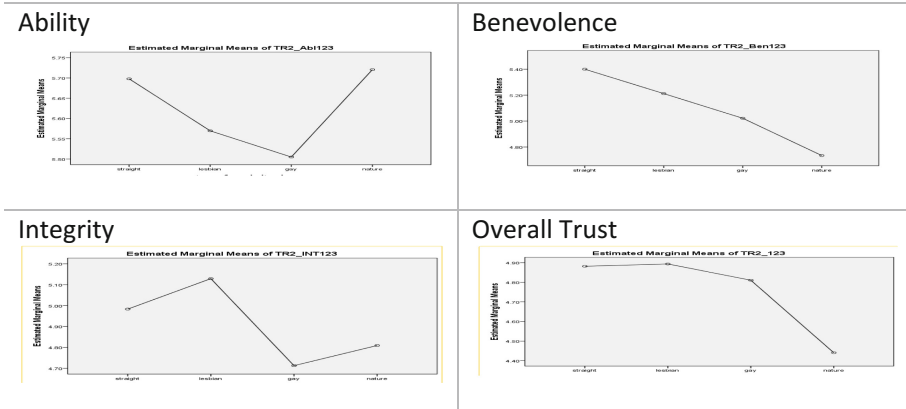 Ability
Estimated Marginal Means of TR2_Abl123
Estimated Marginal Means
5.75
5.70
5.65
5.60
5.55
5.50
straight
lesbian
gay
nature
Benevolence
Estimated Marginal Means of TR2_Ben123
Estimated Marginal Means
5.40
5.20
5.00
4.80
straight
lesbian
gay
nature
Integrity
Estimated Marginal Means of TR2_INT123
Estimated Marginal Means
5.20
5.10
5.00
4.90
4.80
4.70
straight
lesbian
gay
nature
Overall Trust
Estimated Marginal Means of TR2_123
Estimated Marginal Means
4.90
4.80
4.70
4.60
4.50
4.40
straight
lesbian
gay
nature